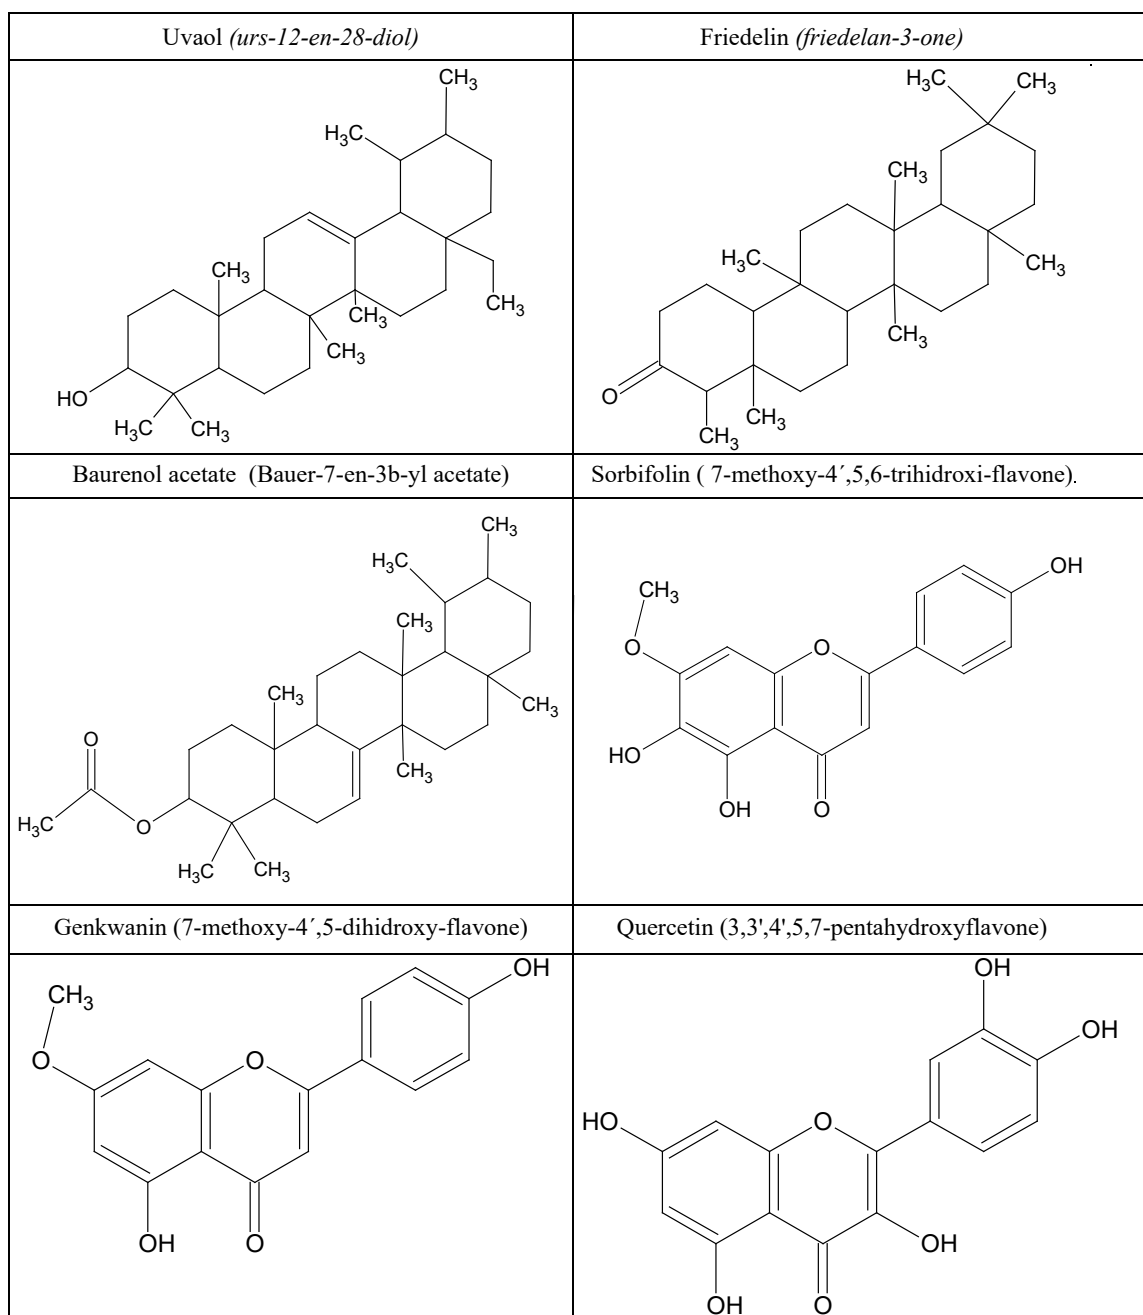 Uvaol (urs-12-en-28-diol)
CH3
H3C
CH3
CH3
CH3
CH3
HO
H3C CH3
Friedelin (friedelan-3-one)
H3C CH3
CH3
H3C CH3
CH3
O
CH3
CH3
Baurenol acetate (Bauer-7-en-3b-yl acetate)
CH3
H3C
CH3
CH3 CH3
O
CH3
H3C O
H3C CH3
Sorbifolin ( 7-methoxy-4´,5,6-trihidroxi-flavone).
OH
CH3
O O
HO
OH O
Genkwanin (7-methoxy-4´,5-dihidroxy-flavone)
OH
CH3
O O
OH O
Quercetin (3,3',4',5,7-pentahydroxyflavone)
OH
OH
HO O
OH
OH O